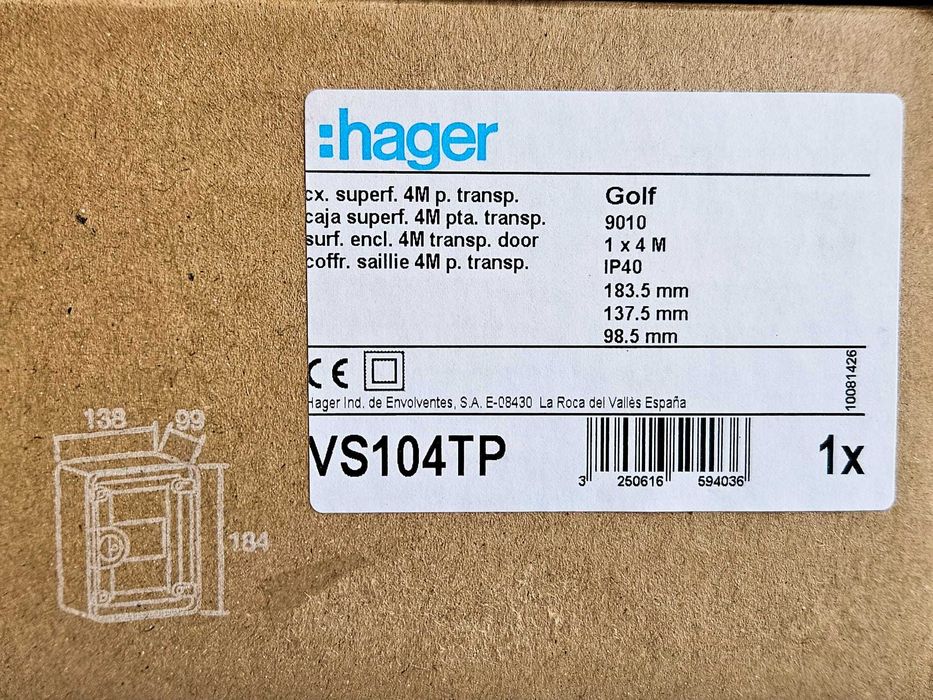 :hager
cx. superf. 4M p. transp.
caja superf. 4M pta. transp.
surf. encl. 4M transp. door
coffr. saillie 4M p. transp.
Golf
9010
1 x 4 M
IP40
183.5 mm
137.5 mm
98.5 mm
CE
Hager Ind. de Envolventes, S.A. E-08430 La Roca del Vallès España
10081426
VS104TP
3 250616 594036
1x
138
99
184